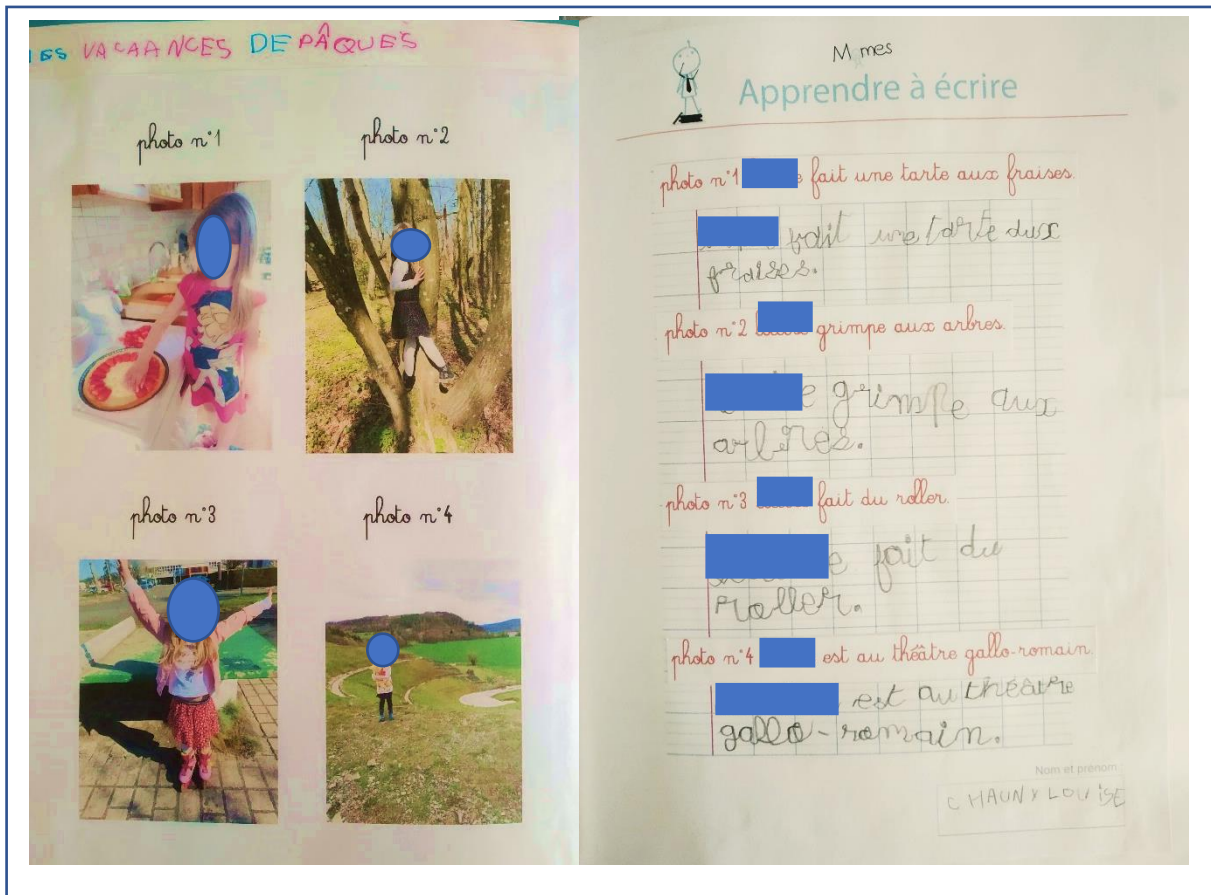 ES VACAANCES DE PÂQUES
photo n°1
photo n°2
photo n°3
photo n°4
M mes
Apprendre à écrire
photo n°1 fait une tarte aux fraises.
fait une tarte aux
fraises.
photo n°2 grimpe aux arbres.
e grimpe aux
arbres.
photo n°3 fait du roller.
e fait du
roller.
photo n°4 est au théâtre gallo-romain.
est au théâtre
gallo-romain.
Nom et prénom :
CHAUNY LOUISE